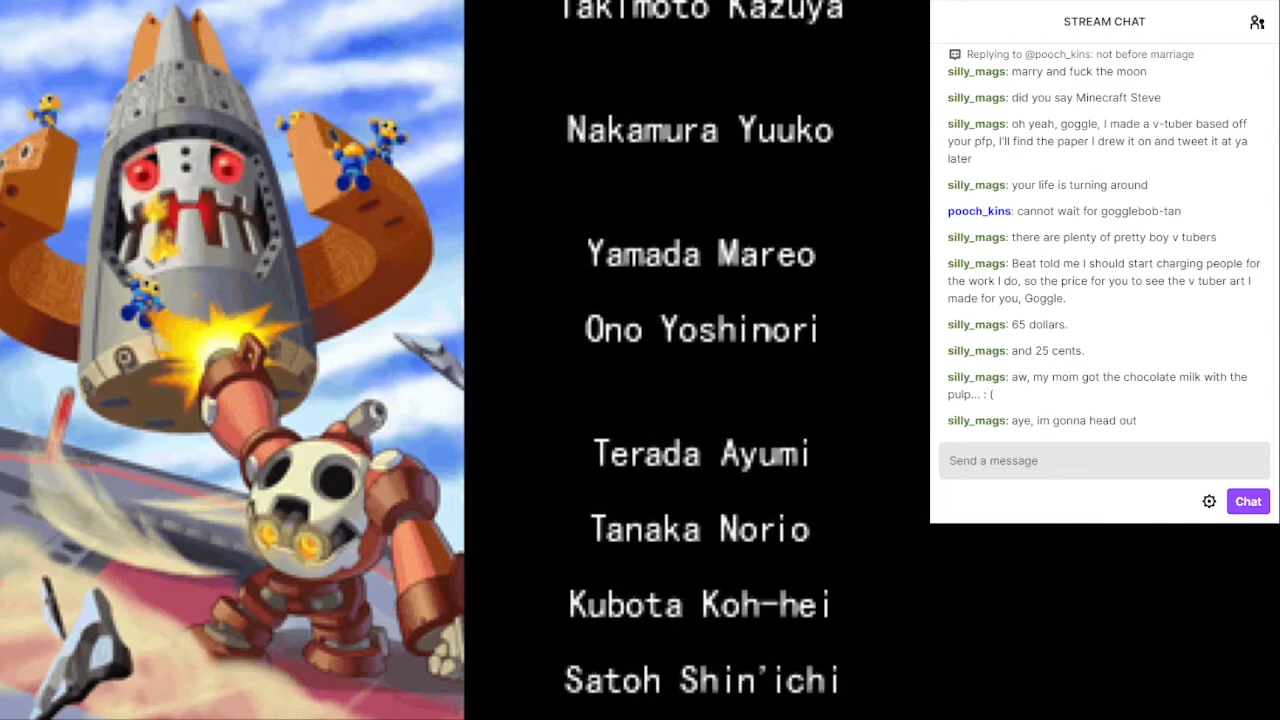 Takimoto Kazuya
Nakamura Yuuko
Yamada Mareo
Ono Yoshinori
Terada Ayumi
Tanaka Norio
Kubota Koh-hei
Satoh Shin'ichi
STREAM CHAT
Replying to @pooch_kins: not before marriage
silly_mags: marry and fuck the moon
silly_mags: did you say Minecraft Steve
silly_mags: oh yeah, goggle, I made a v-tuber based off
your pfp, I'll find the paper I drew it on and tweet it at ya
later
silly_mags: your life is turning around
pooch_kins: cannot wait for gogglebob-tan
silly_mags: there are plenty of pretty boy v tubers
silly_mags: Beat told me I should start charging people for
the work I do, so the price for you to see the v tuber art I
made for you, Goggle.
silly_mags: 65 dollars.
silly_mags: and 25 cents.
silly_mags: aw, my mom got the chocolate milk with the
pulp... : (
silly_mags: aye, im gonna head out
Send a message
Chat